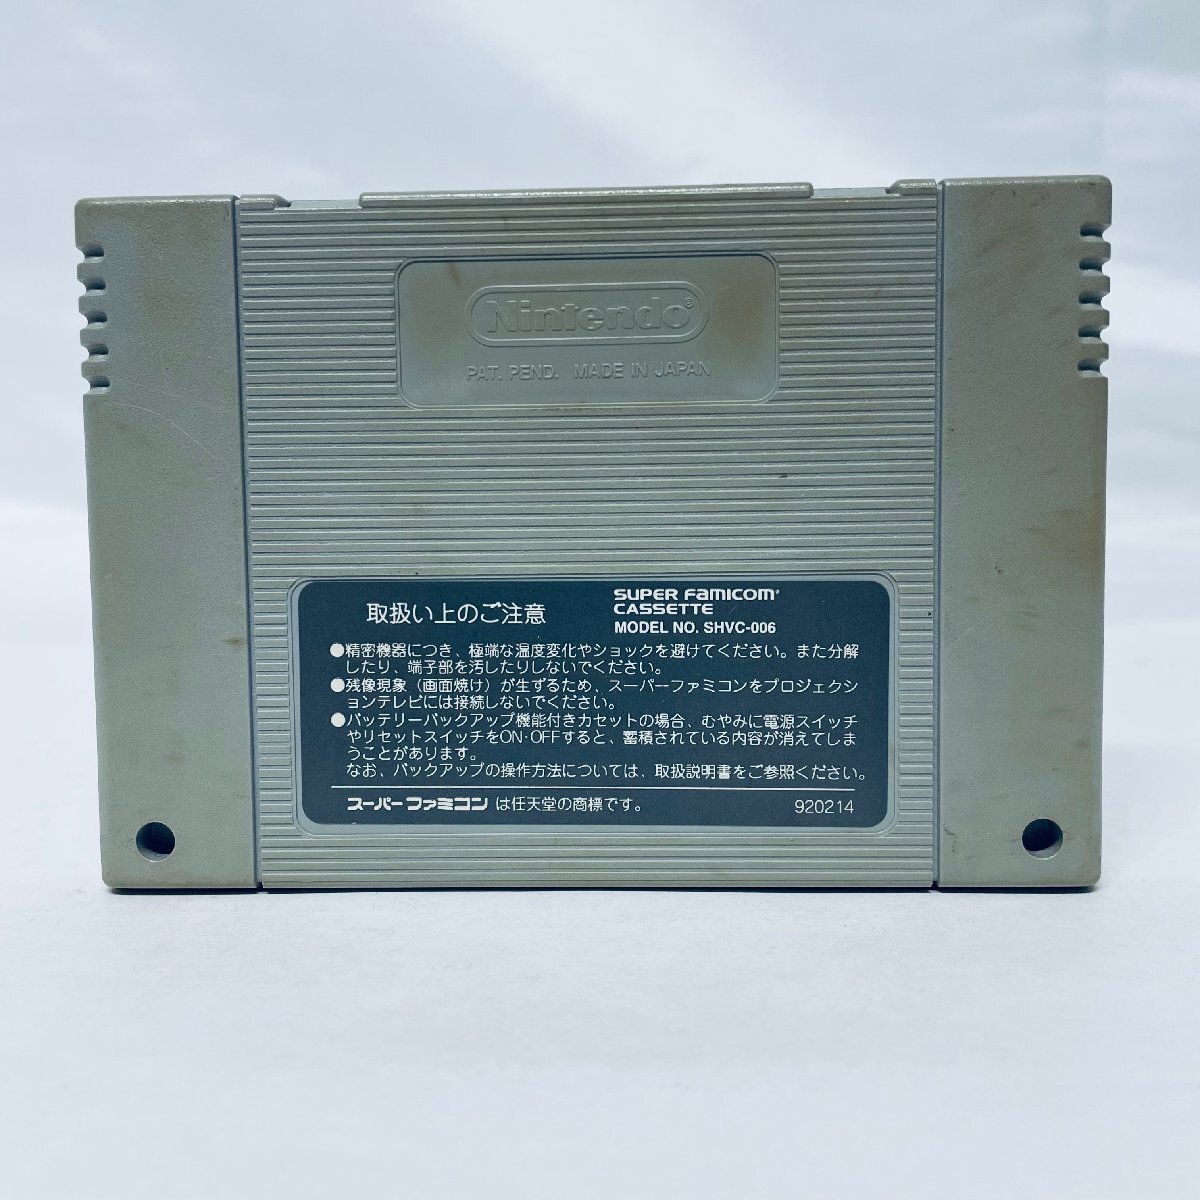 Nintendo®
PAT. PEND. MADE IN JAPAN
取扱い上のご注意
SUPER FAMICOM®
CASSETTE
MODEL NO. SHVC-006
●精密機器につき、極端な温度変化やショックを避けてください。また分解
したり、端子部を汚したりしないでください。
●残像現象（画面焼け）が生ずるため、スーパーファミコンをプロジェクシ
ョンテレビには接続しないでください。
●バッテリーバックアップ機能付きカセットの場合、むやみに電源スイッチ
やリセットスイッチをON・OFFすると、蓄積されている内容が消えてしま
うことがあります。
なお、バックアップの操作方法については、取扱説明書をご参照ください。
スーパーファミコン は任天堂の商標です。
920214